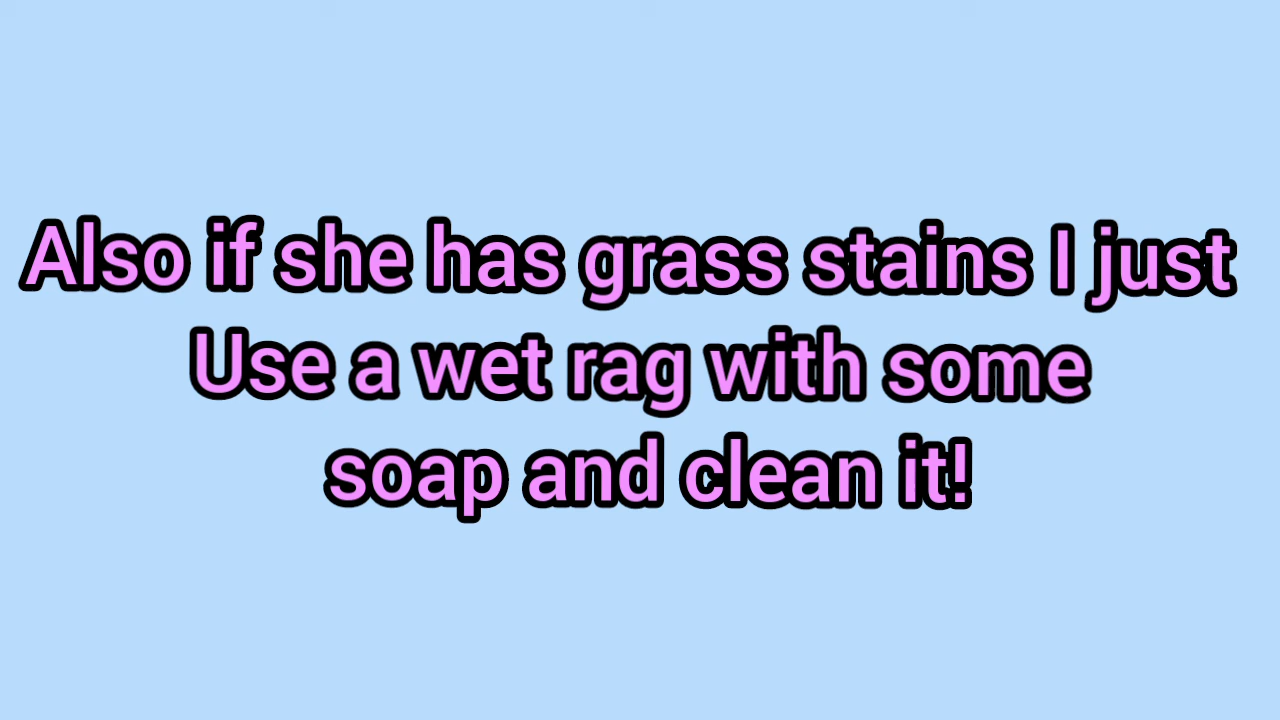 Also if she has grass stains I just
Use a wet rag with some
soap and clean it!